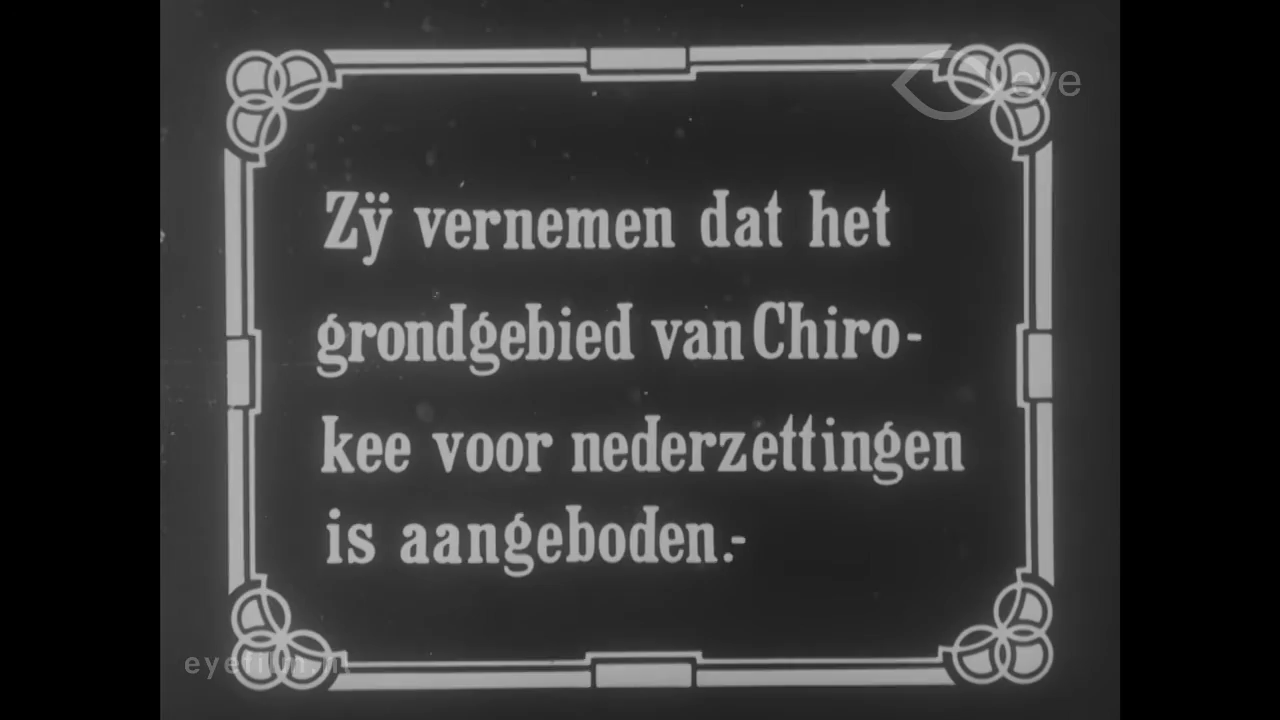 eye
Zÿ vernemen dat het
grondgebied van Chiro-
kee voor nederzettingen
is aangeboden.-
eyefilm.nl